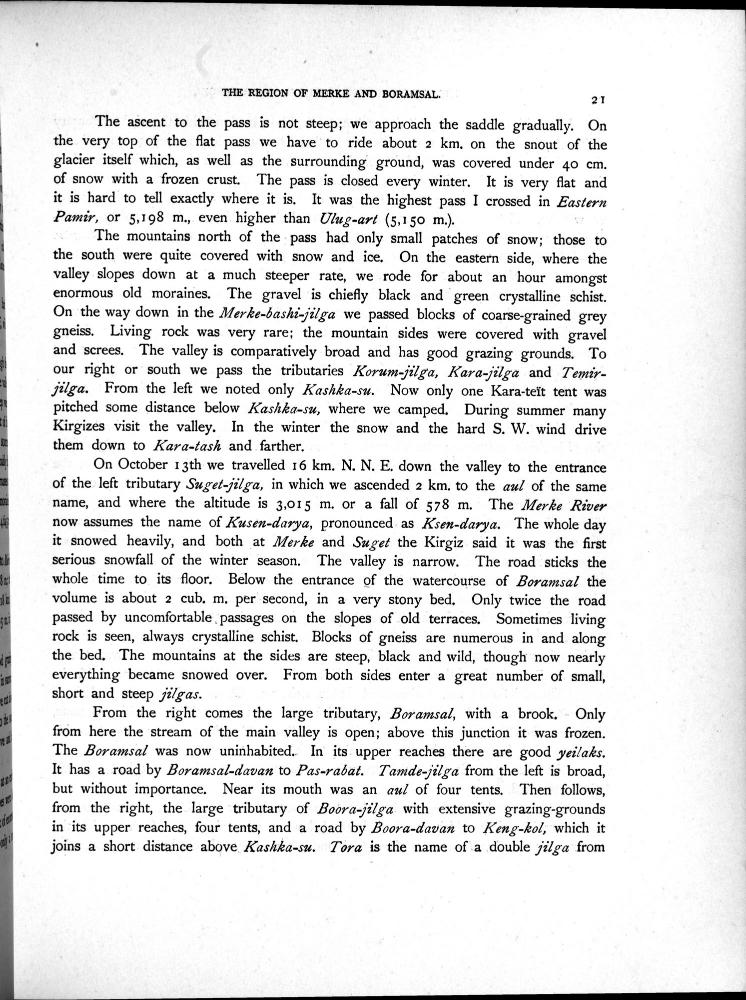 THE REGION OF MERKE AND BORAMSAL.
21
The ascent to the pass is not steep; we approach the saddle gradually. On
the very top of the flat pass we have to ride about 2 km. on the snout of the
glacier itself which, as well as the surrounding ground, was covered under 40 cm.
of snow with a frozen crust. The pass is closed every winter. It is very flat and
it is hard to tell exactly where it is. It was the highest pass I crossed in Eastern
Pamir, or 5,198 m., even higher than Ulug-art (5,150 m.).
The mountains north of the pass had only small patches of snow; those to
the south were quite covered with snow and ice. On the eastern side, where the
valley slopes down at a much steeper rate, we rode for about an hour amongst
enormous old moraines. The gravel is chiefly black and green crystalline schist.
On the way down in the Merke-bashi-jilga we passed blocks of coarse-grained grey
gneiss. Living rock was very rare; the mountain sides were covered with gravel
and screes. The valley is comparatively broad and has good grazing grounds. To
our right or south we pass the tributaries Korum-jilga, Kara-jilga and Temir-
jilga. From the left we noted only Kashka-su. Now only one Kara-teït tent was
pitched some distance below Kashka-su, where we camped. During summer many
Kirgizes visit the valley. In the winter the snow and the hard S. W. wind drive
them down to Kara-tash and farther.
On October 13th we travelled 16 km. N. N. E. down the valley to the entrance
of the left tributary Suget-jilga, in which we ascended 2 km. to the aul of the same
name, and where the altitude is 3,015 m. or a fall of 578 m. The Merke River
now assumes the name of Kusen-darya, pronounced as Ksen-darya. The whole day
it snowed heavily, and both at Merke and Suget the Kirgiz said it was the first
serious snowfall of the winter season. The valley is narrow. The road sticks the
whole time to its floor. Below the entrance of the watercourse of Boramsal the
volume is about 2 cub. m. per second, in a very stony bed. Only twice the road
passed by uncomfortable passages on the slopes of old terraces. Sometimes living
rock is seen, always crystalline schist. Blocks of gneiss are numerous in and along
the bed. The mountains at the sides are steep, black and wild, though now nearly
everything became snowed over. From both sides enter a great number of small,
short and steep jilgas.
From the right comes the large tributary, Boramsal, with a brook. Only
from here the stream of the main valley is open; above this junction it was frozen.
The Boramsal was now uninhabited. In its upper reaches there are good yeilaks.
It has a road by Boramsal-davan to Pas-rabat. Tamde-jilga from the left is broad,
but without importance. Near its mouth was an aul of four tents. Then follows,
from the right, the large tributary of Boora-jilga with extensive grazing-grounds
in its upper reaches, four tents, and a road by Boora-davan to Keng-kol, which it
joins a short distance above Kashka-su. Tora is the name of a double jilga from